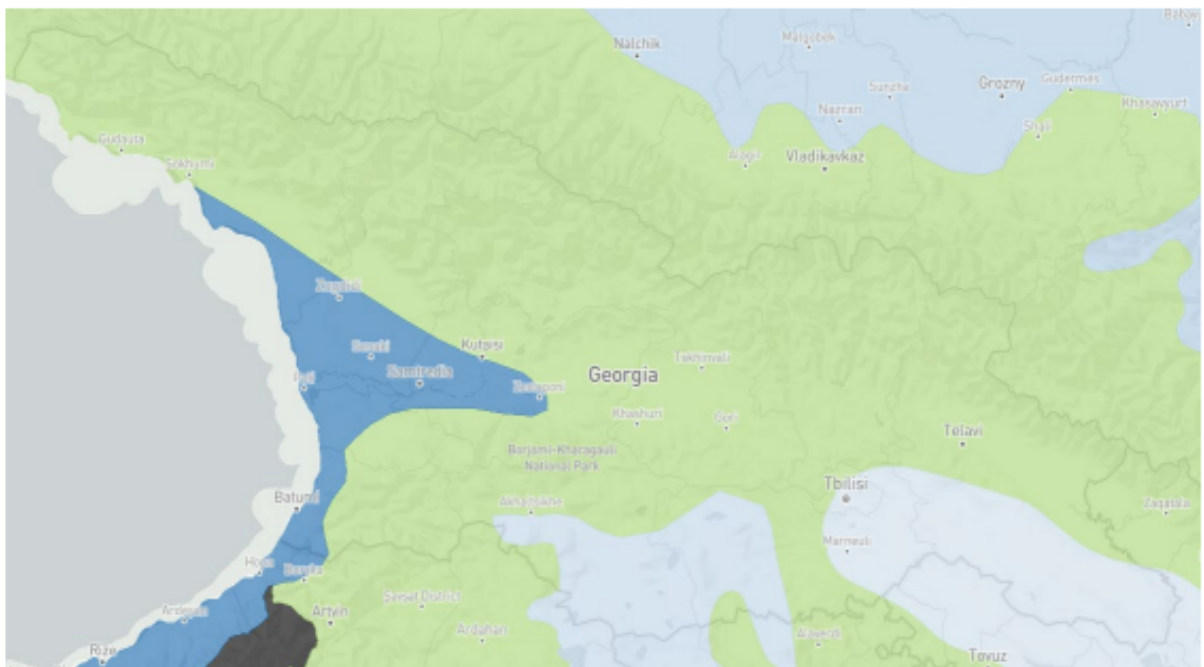 Babay
Nalchik
Malgobek
Grozny
Gudermes
Sunzha
Khasavyurt
Nazran
Shali
Gudauta
Sokhumi
Alagir
Vladikavkaz
Zugdidi
Senaki
Kutaisi
Samtredia
Poti
Zestaponi
Georgia
Tskhinvali
Khashuri
Gori
Telavi
Borjomi-Kharagauli
National Park
Batumi
Akhaltsikhe
Tbilisi
Zaqatala
Marneuli
Hopa
Borçka
Artvin
Ardeşen
Ardahan
Alaverdi
Rize
Tovuz